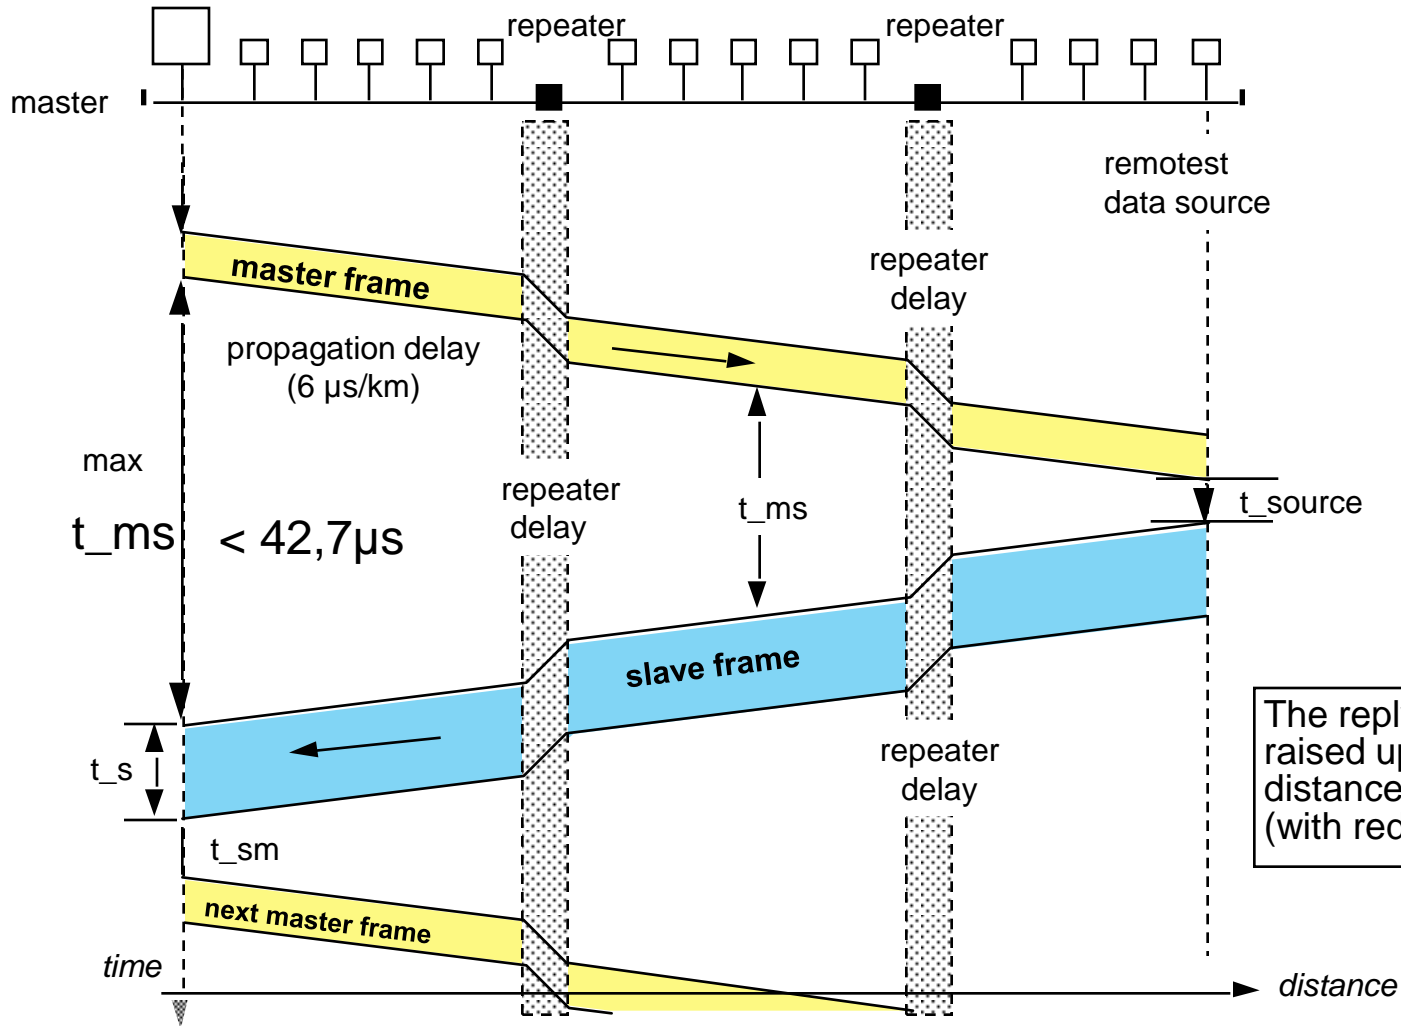 repeater
repeater
master
remotest
data source
master frame
repeater
delay
propagation delay
(6 µs/km)
max
t_ms < 42,7µs
repeater
delay
t_ms
t_source
slave frame
t_s
repeater
delay
The repl
raised up
distance
(with rec
t_sm
next master frame
time
distance